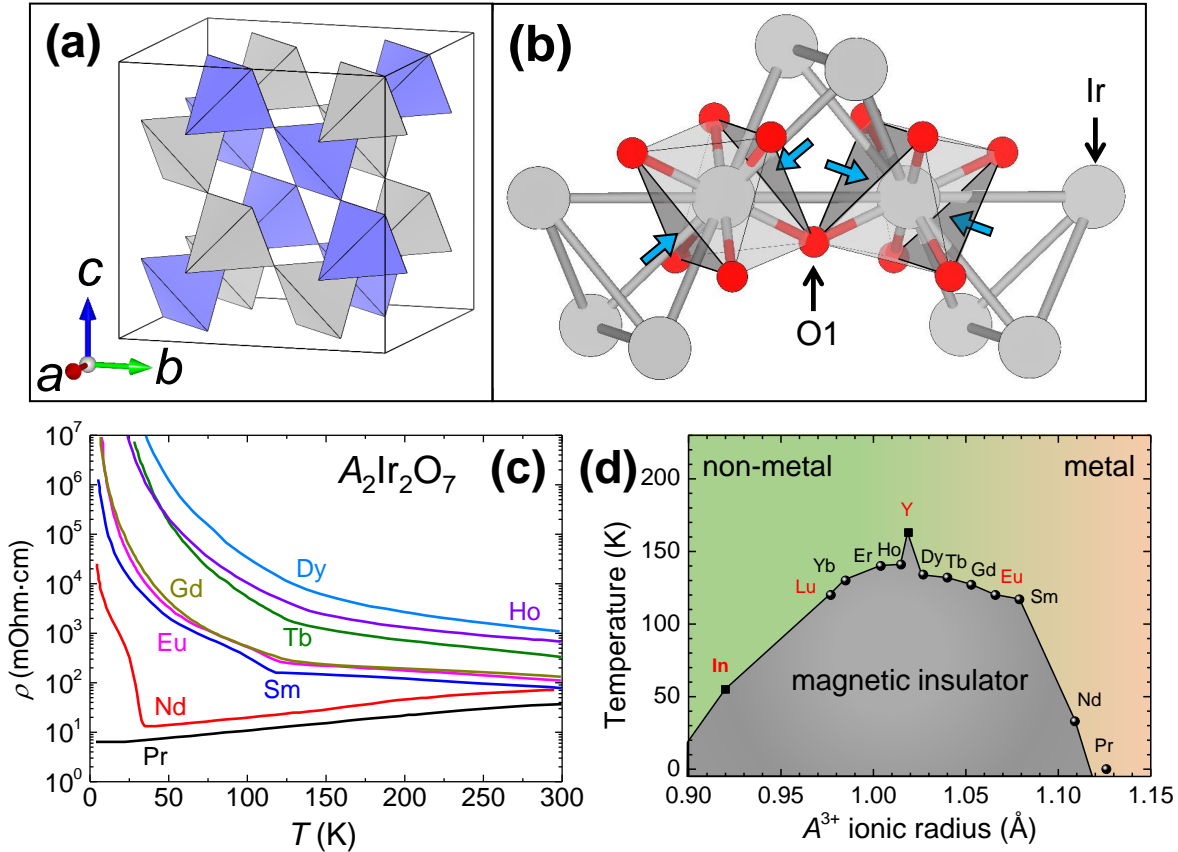 (a)
c
a
b
(b)
Ir
O1
(c)
A2Ir2O7
ρ (mOhm·cm)
10^7
10^6
10^5
10^4
10^3
10^2
10^1
10^0
Dy
Ho
Gd
Tb
Eu
Sm
Nd
Pr
0 50 100 150 200 250 300
T (K)
(d)
non-metal
metal
Temperature (K)
200
150
100
50
0
Y
Ho
Er
Yb
Lu
Dy
Tb
Gd
Eu
Sm
In
magnetic insulator
Nd
Pr
0.90 0.95 1.00 1.05 1.10 1.15
A^3+ ionic radius (Å)